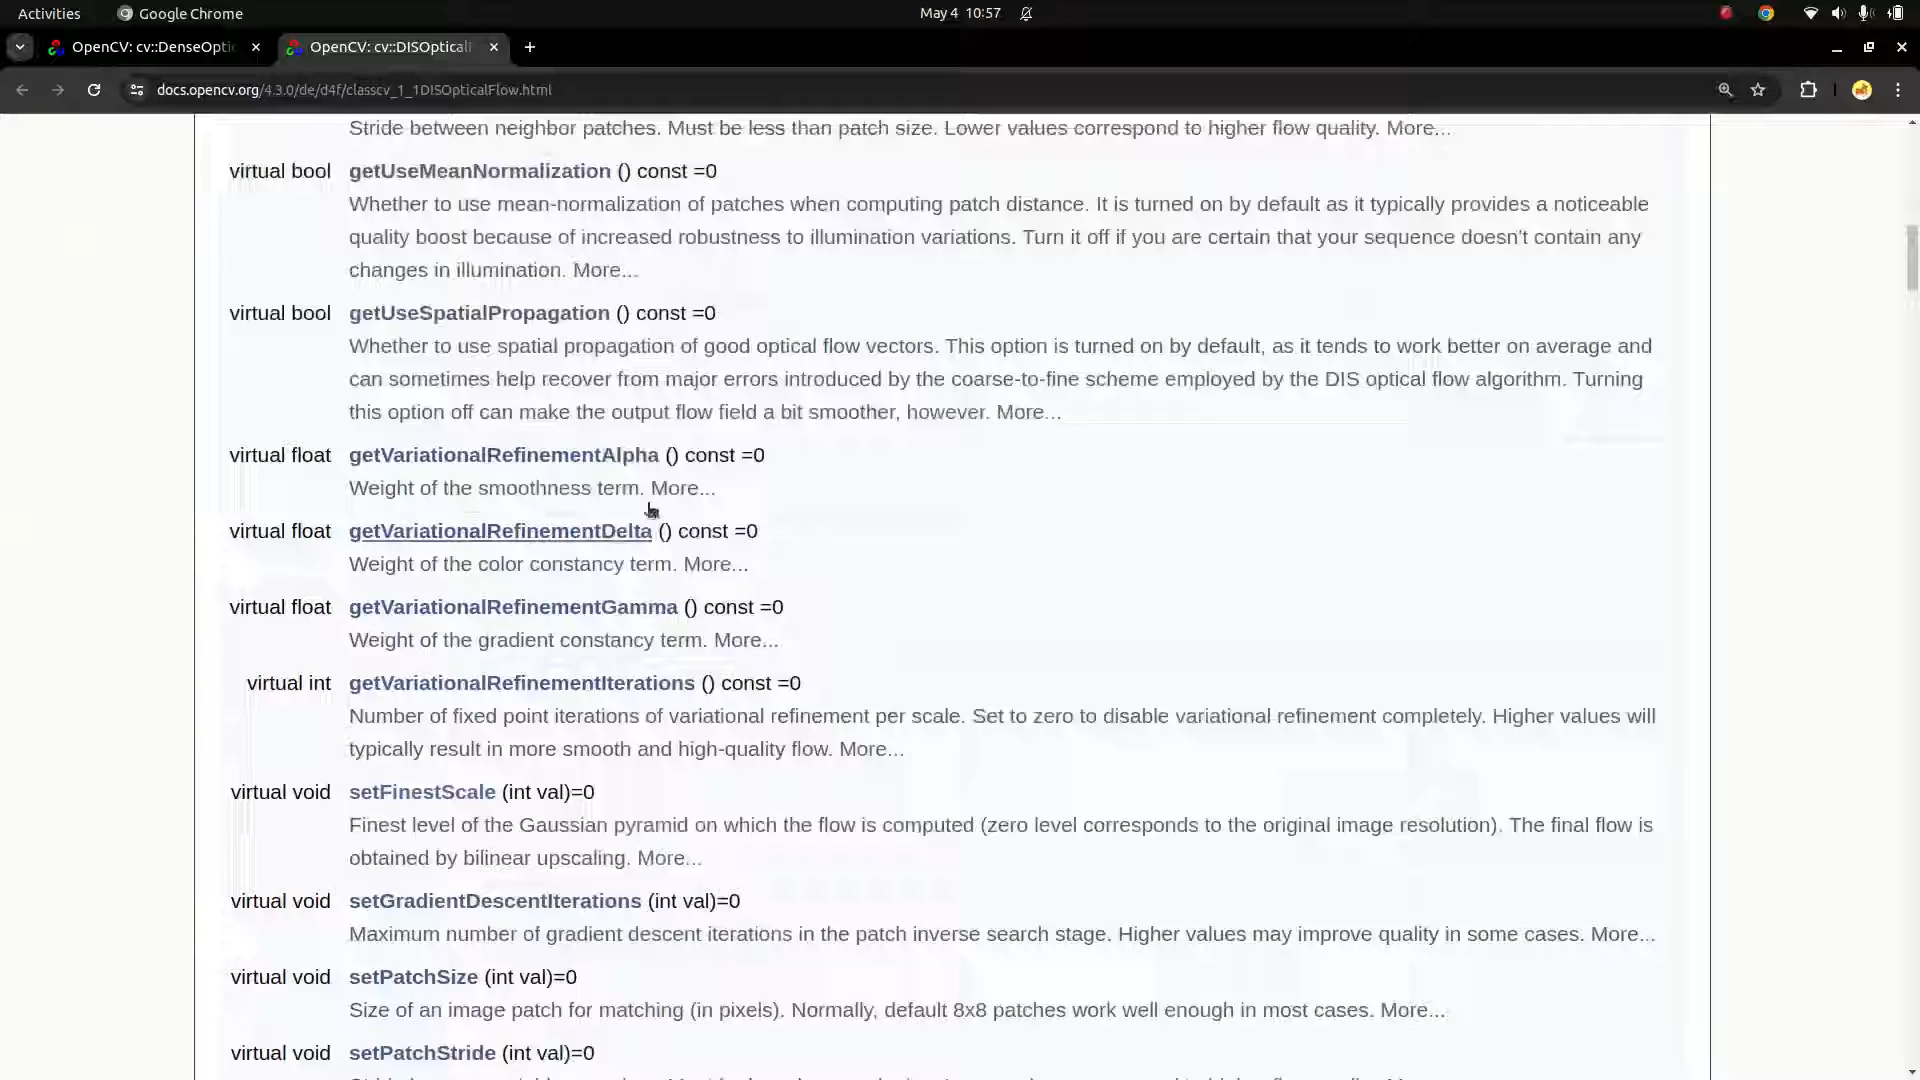 Activities
Google Chrome
May 4 10:57
OpenCV: cv::DenseOptic
OpenCV: cv::DISOptical
docs.opencv.org/4.3.0/de/d4f/classcv_1_1DISOpticalFlow.html
Stride between neighbor patches. Must be less than patch size. Lower values correspond to higher flow quality. More...
virtual bool getUseMeanNormalization () const =0
Whether to use mean-normalization of patches when computing patch distance. It is turned on by default as it typically provides a noticeable
quality boost because of increased robustness to illumination variations. Turn it off if you are certain that your sequence doesn't contain any
changes in illumination. More...
virtual bool getUseSpatialPropagation () const =0
Whether to use spatial propagation of good optical flow vectors. This option is turned on by default, as it tends to work better on average and
can sometimes help recover from major errors introduced by the coarse-to-fine scheme employed by the DIS optical flow algorithm. Turning
this option off can make the output flow field a bit smoother, however. More...
virtual float getVariationalRefinementAlpha () const =0
Weight of the smoothness term. More...
virtual float getVariationalRefinementDelta () const =0
Weight of the color constancy term. More...
virtual float getVariationalRefinementGamma () const =0
Weight of the gradient constancy term. More...
virtual int getVariationalRefinementIterations () const =0
Number of fixed point iterations of variational refinement per scale. Set to zero to disable variational refinement completely. Higher values will
typically result in more smooth and high-quality flow. More...
virtual void setFinestScale (int val)=0
Finest level of the Gaussian pyramid on which the flow is computed (zero level corresponds to the original image resolution). The final flow is
obtained by bilinear upscaling. More...
virtual void setGradientDescentIterations (int val)=0
Maximum number of gradient descent iterations in the patch inverse search stage. Higher values may improve quality in some cases. More...
virtual void setPatchSize (int val)=0
Size of an image patch for matching (in pixels). Normally, default 8x8 patches work well enough in most cases. More...
virtual void setPatchStride (int val)=0